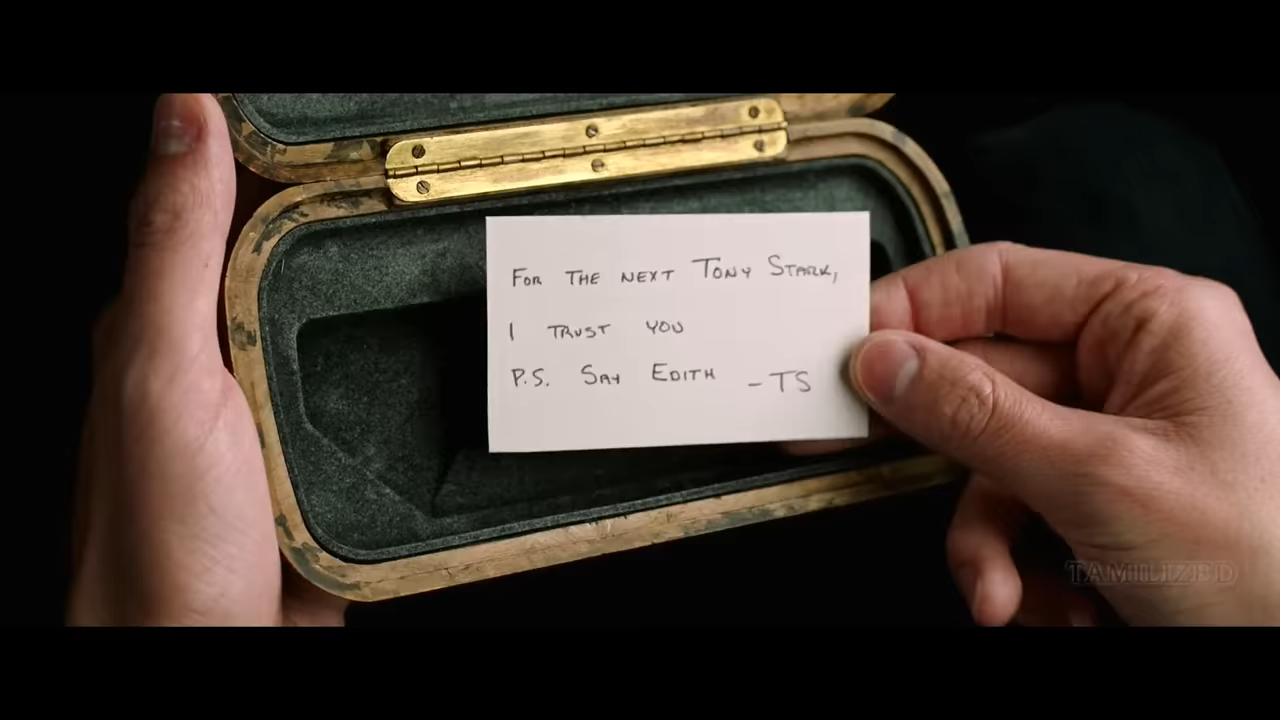 FOR THE NEXT TONY STARK,
I TRUST YOU
P.S. SAY EDITH –TS
TAMILIZED